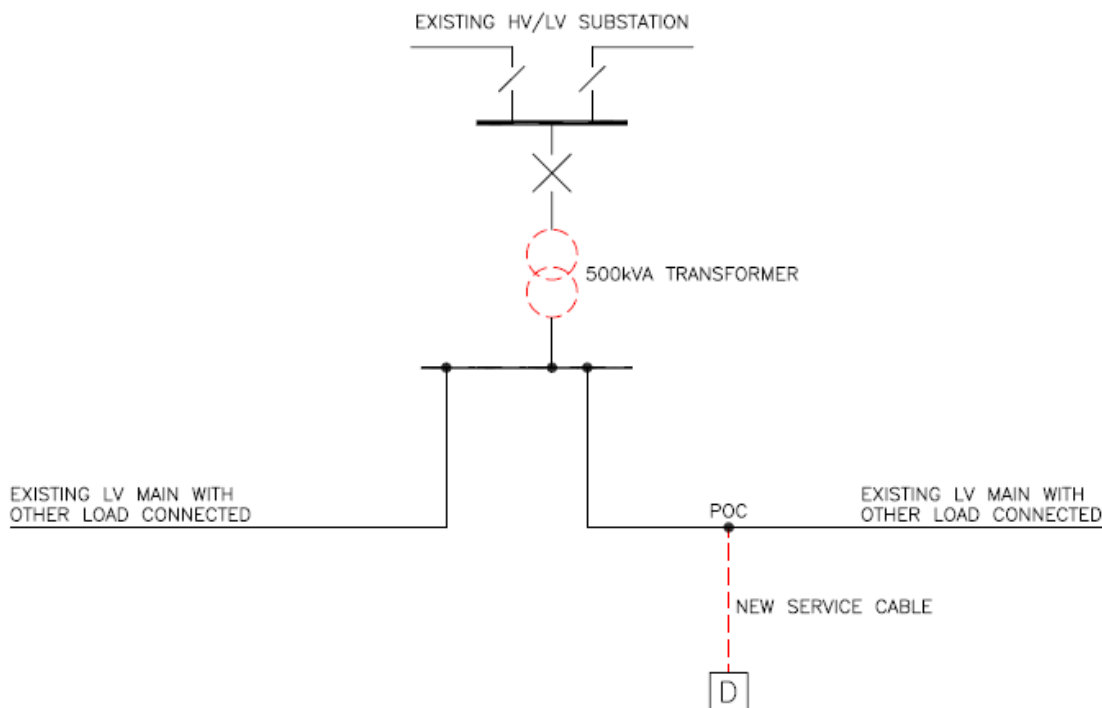 EXISTING HV/LV SUBSTATION
500kVA TRANSFORMER
EXISTING LV MAIN WITH
OTHER LOAD CONNECTED
POC
EXISTING LV MAIN WITH
OTHER LOAD CONNECTED
NEW SERVICE CABLE
D